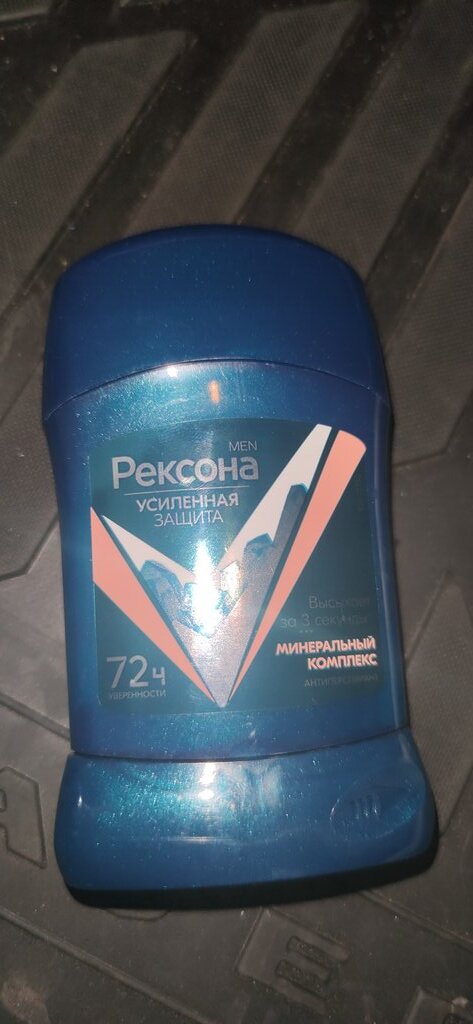 MEN
Рексона
УСИЛЕННАЯ
ЗАЩИТА
Высыхает
за 3 секунды
МИНЕРАЛЬНЫЙ
КОМПЛЕКС
АНТИПЕРСПИРАНТ
72ч
УВЕРЕННОСТИ